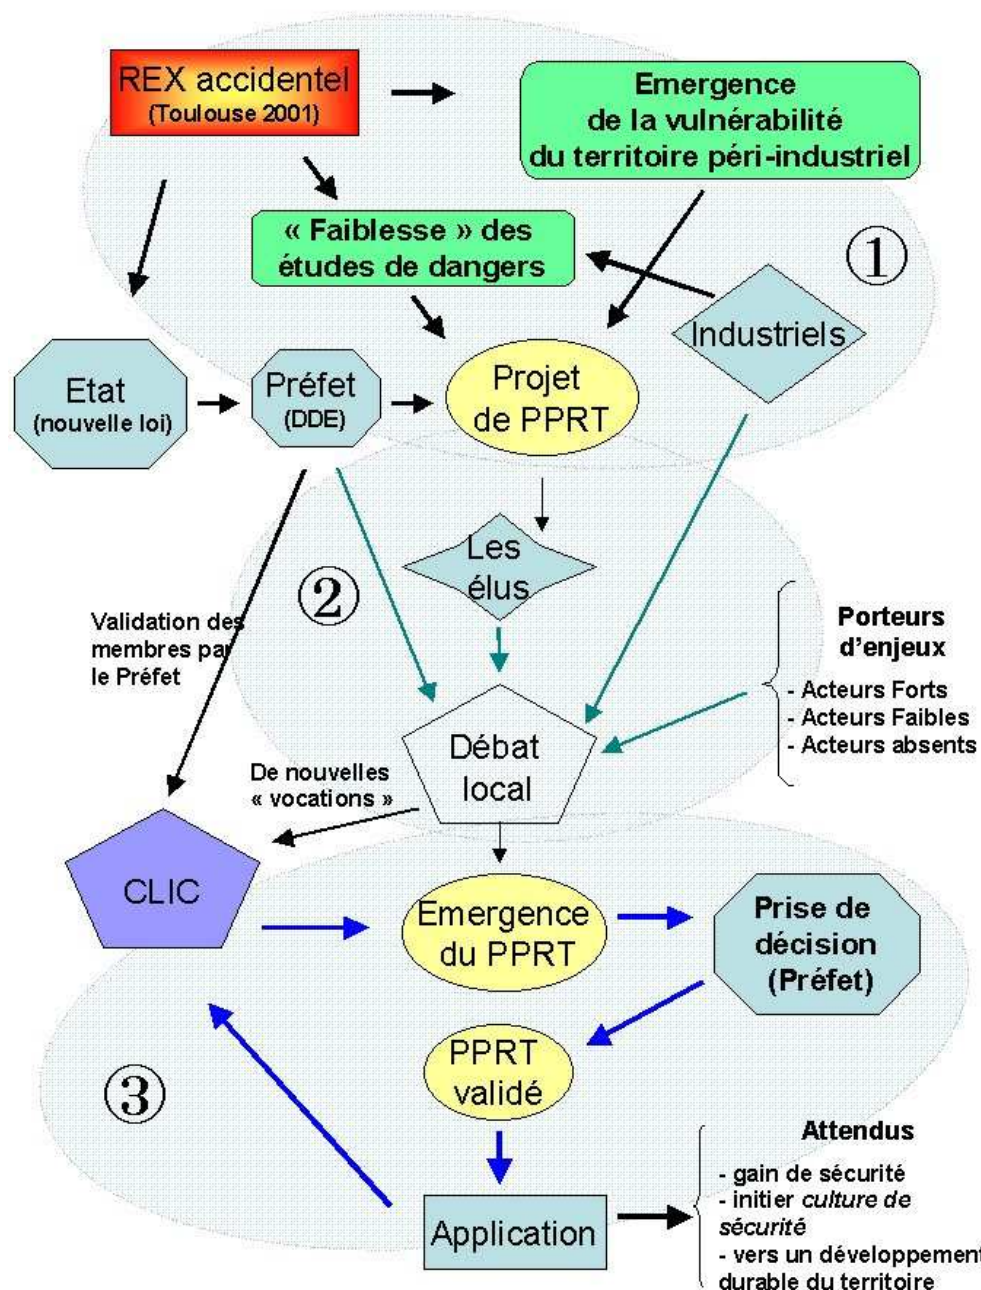 REX accidentel
(Toulouse 2001)
Emergence
de la vulnérabilité
du territoire péri-industriel
« Faiblesse » des
études de dangers
①
Industriels
Etat
(nouvelle loi)
Préfet
(DDE)
Projet
de PPRT
Les
élus
②
Validation des
membres par
le Préfet
Porteurs
d'enjeux
- Acteurs Forts
- Acteurs Faibles
- Acteurs absents
Débat
local
De nouvelles
« vocations »
CLIC
Emergence
du PPRT
Prise de
décision
(Préfet)
PPRT
validé
③
Application
Attendus
- gain de sécurité
- initier culture de
sécurité
- vers un développement
durable du territoire